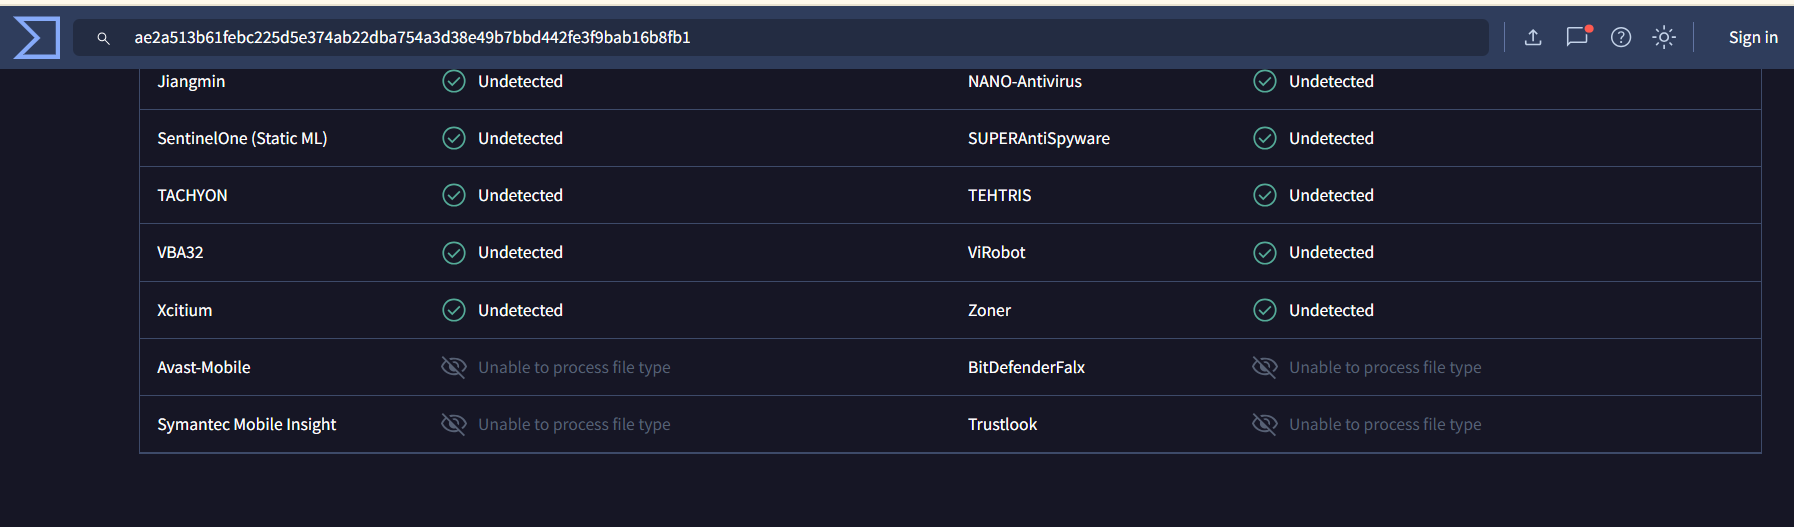 ae2a513b61febc225d5e374ab22dba754a3d38e49b7bbd442fe3f9bab16b8fb1 Sign in
Jiangmin Undetected NANO-Antivirus Undetected
SentinelOne (Static ML) Undetected SUPERAntiSpyware Undetected
TACHYON Undetected TEHTRIS Undetected
VBA32 Undetected ViRobot Undetected
Xcitium Undetected Zoner Undetected
Avast-Mobile Unable to process file type BitDefenderFalx Unable to process file type
Symantec Mobile Insight Unable to process file type Trustlook Unable to process file type